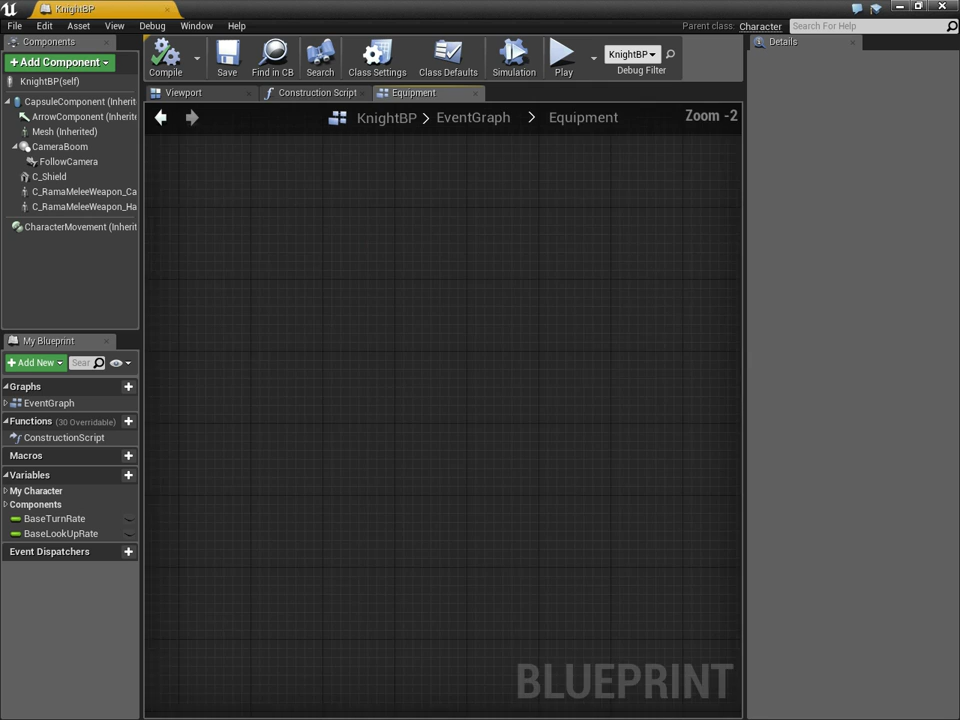 KnightBP
File Edit Asset View Debug Window Help
Parent class: Character Search For Help
Components
Add Component
KnightBP(self)
CapsuleComponent (Inherit
ArrowComponent (Inherite
Mesh (Inherited)
CameraBoom
FollowCamera
C_Shield
C_RamaMeleeWeapon_Ca
C_RamaMeleeWeapon_Ha
CharacterMovement (Inherit
My Blueprint
Add New Sear
Graphs
EventGraph
Functions (30 Overridable)
ConstructionScript
Macros
Variables
My Character
Components
BaseTurnRate
BaseLookUpRate
Event Dispatchers
Compile Save Find in CB Search Class Settings Class Defaults Simulation Play
KnightBP
Debug Filter
Viewport Construction Script Equipment
KnightBP > EventGraph > Equipment
Zoom -2
BLUEPRINT
Details